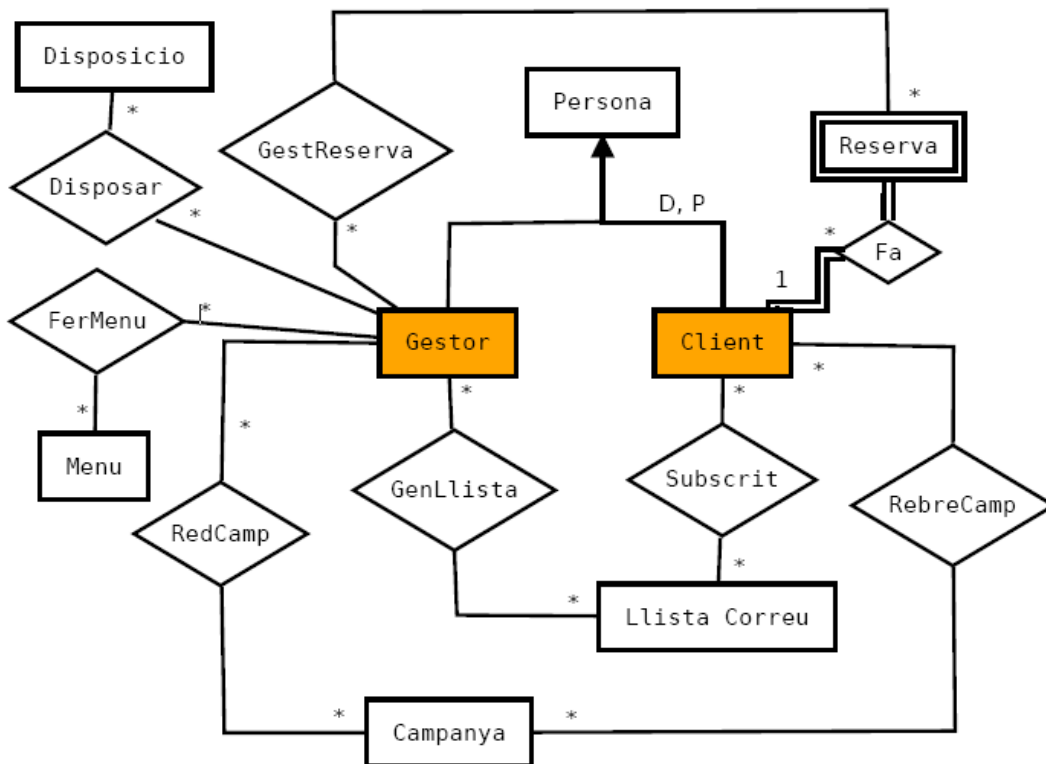 Disposicio
*
Disposar
*
GestReserva
*
Persona
D, P
*
Reserva
*
Fa
1
FerMenu
*
*
Menu
Gestor
Client
*
*
*
*
RedCamp
GenLlista
Subscrit
RebreCamp
*
*
Llista Correu
*
Campanya
*